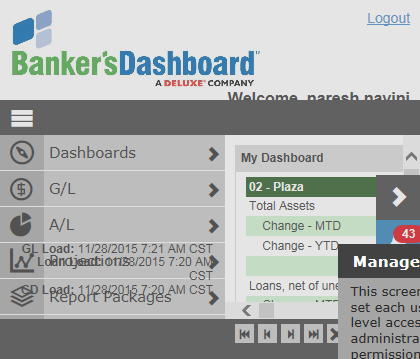 Logout
Banker'sDashboard™
A DELUXE® COMPANY
Welcome, paresh navini
Dashboards
G/L
A/L
GL Load: 11/28/2015 7:21 AM CST
Projections
Loan Load: 11/28/2015 7:20 AM
CST
CD Load: 11/28/2015 7:20 AM CST
Report Packages
My Dashboard
02 - Plaza
Total Assets
Change - MTD
Change - YTD
Loans, net of une
Change - MTD
43
Manage
This screen
set each us
level acces
administra
permission